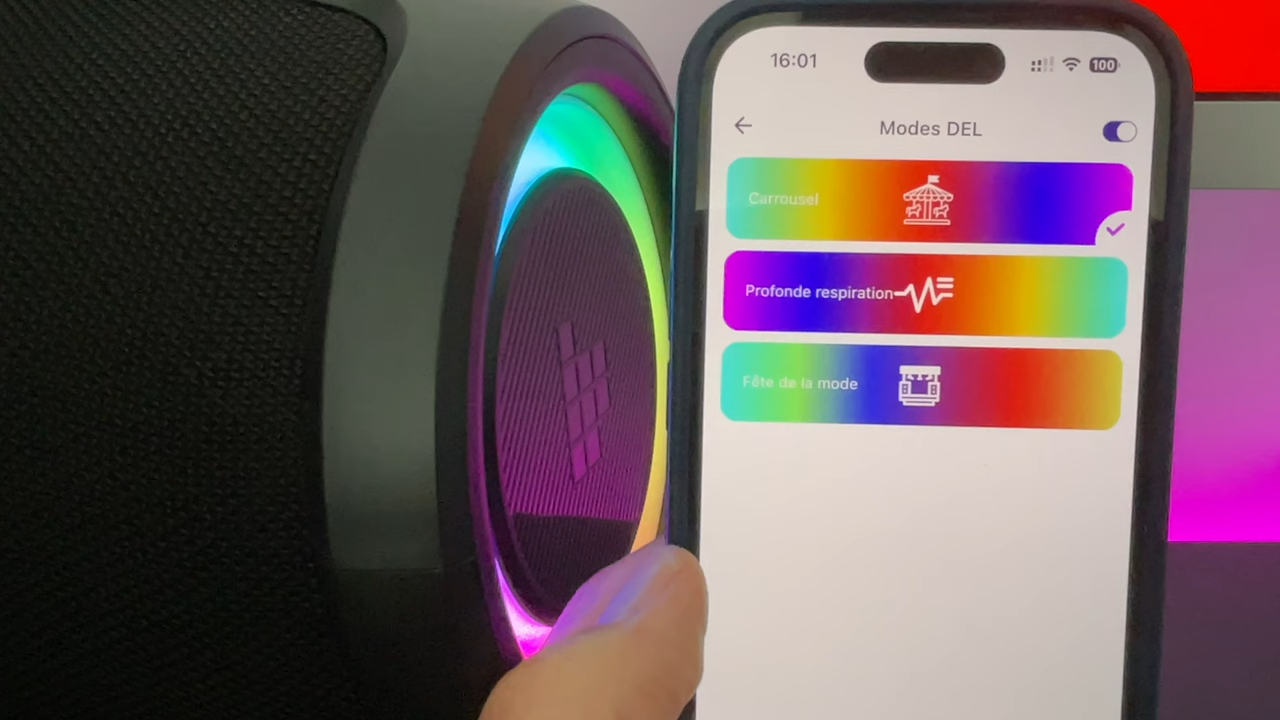 16:01
100
Modes DEL
Carrousel
Profonde respiration
Fête de la mode